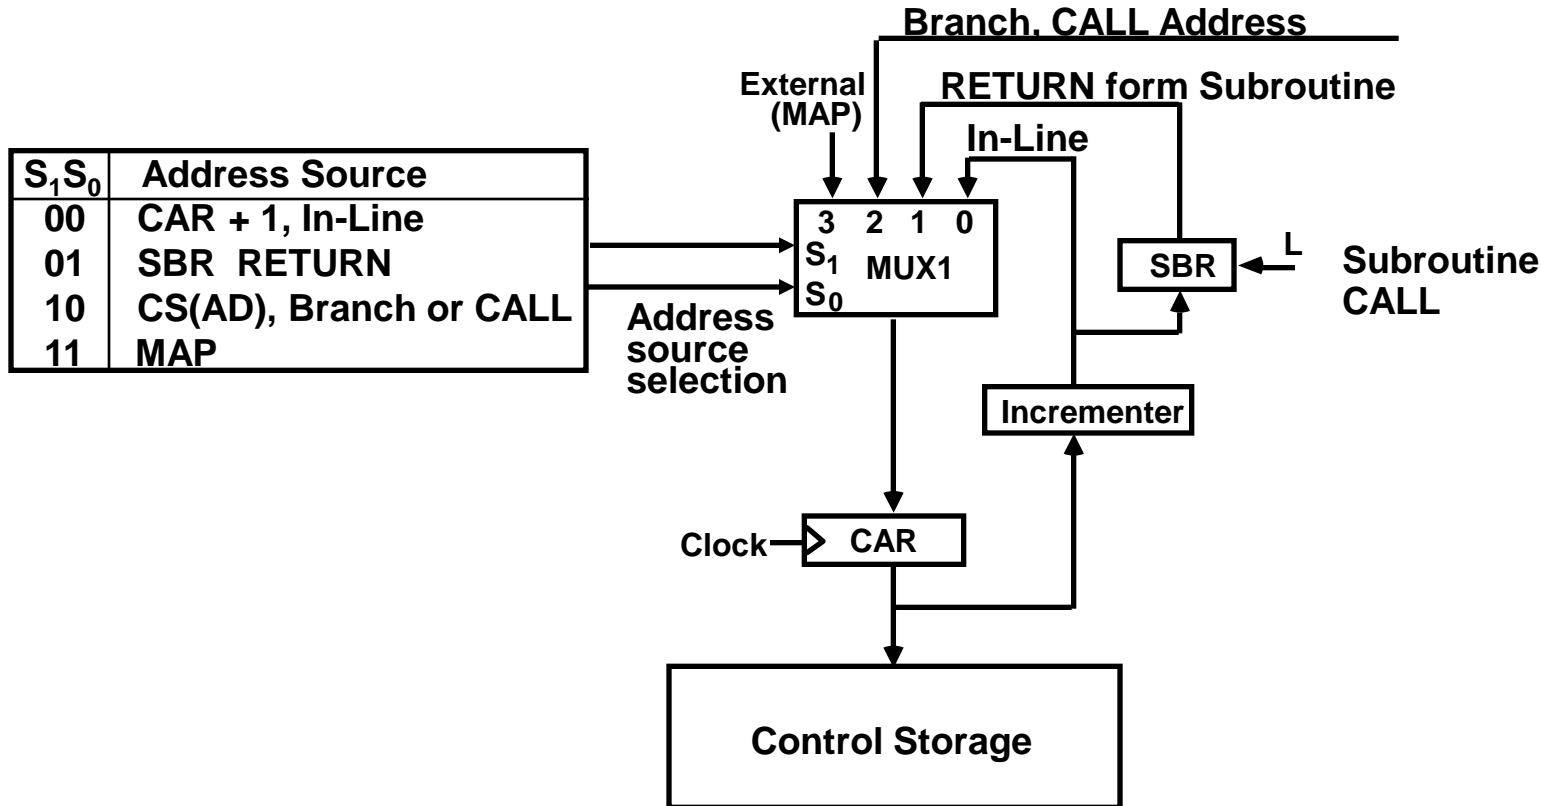 Branch, CALL Address
External
(MAP)
RETURN form Subroutine
In-Line
S₁S₀ Address Source
00 CAR + 1, In-Line
01 SBR RETURN
10 CS(AD), Branch or CALL
11 MAP
3 2 1 0
S₁
MUX1
S₀
Address
source
selection
SBR
L
Subroutine
CALL
Incrementer
Clock
CAR
Control Storage